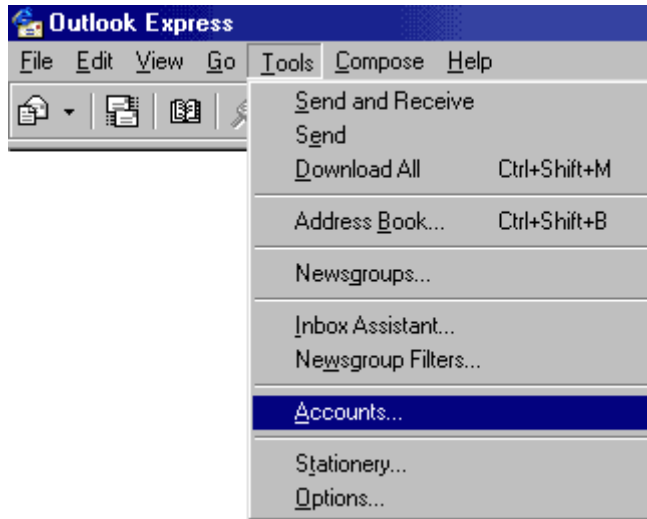 Outlook Express
File Edit View Go Tools Compose Help
Send and Receive
Send
Download All Ctrl+Shift+M
Address Book... Ctrl+Shift+B
Newsgroups...
Inbox Assistant...
Newsgroup Filters...
Accounts...
Stationery...
Options...